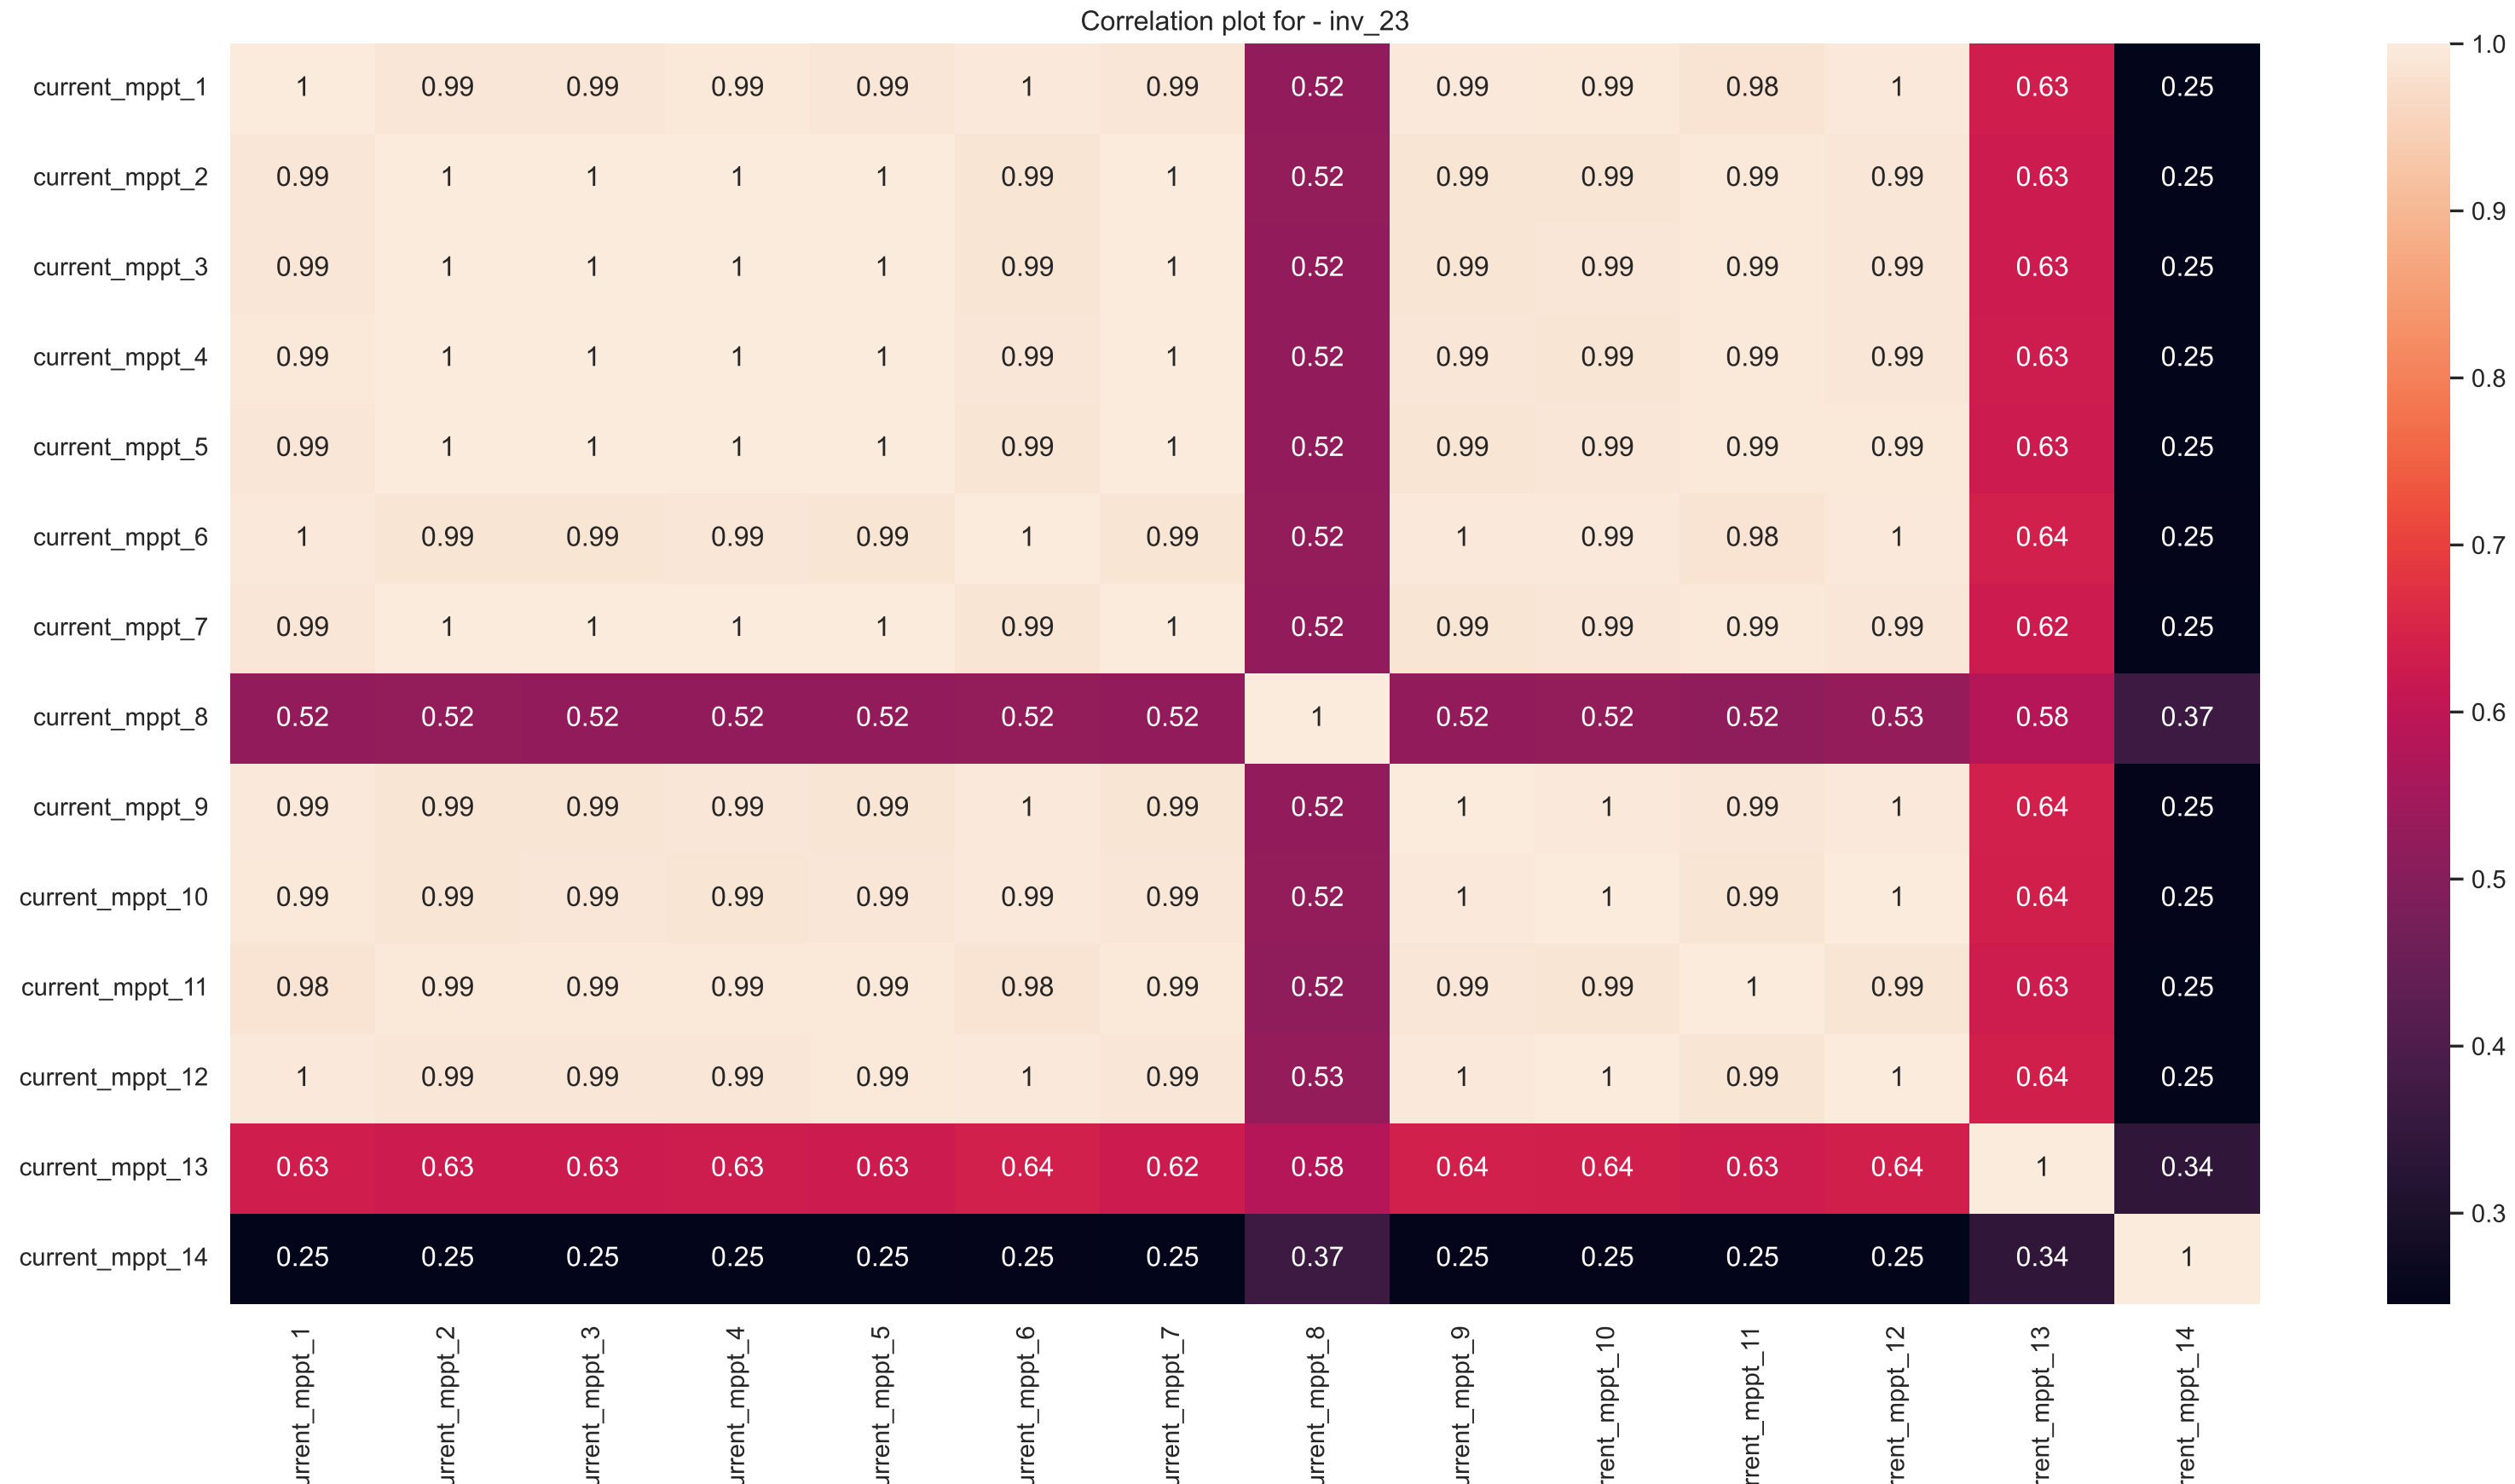 Correlation plot for - inv_23
current_mppt_1 1 0.99 0.99 0.99 0.99 1 0.99 0.52 0.99 0.99 0.98 1 0.63 0.25
current_mppt_2 0.99 1 1 1 1 0.99 1 0.52 0.99 0.99 0.99 0.99 0.63 0.25
current_mppt_3 0.99 1 1 1 1 0.99 1 0.52 0.99 0.99 0.99 0.99 0.63 0.25
current_mppt_4 0.99 1 1 1 1 0.99 1 0.52 0.99 0.99 0.99 0.99 0.63 0.25
current_mppt_5 0.99 1 1 1 1 0.99 1 0.52 0.99 0.99 0.99 0.99 0.63 0.25
current_mppt_6 1 0.99 0.99 0.99 0.99 1 0.99 0.52 1 0.99 0.98 1 0.64 0.25
current_mppt_7 0.99 1 1 1 1 0.99 1 0.52 0.99 0.99 0.99 0.99 0.62 0.25
current_mppt_8 0.52 0.52 0.52 0.52 0.52 0.52 0.52 1 0.52 0.52 0.52 0.53 0.58 0.37
current_mppt_9 0.99 0.99 0.99 0.99 0.99 1 0.99 0.52 1 1 0.99 1 0.64 0.25
current_mppt_10 0.99 0.99 0.99 0.99 0.99 0.99 0.99 0.52 1 1 0.99 1 0.64 0.25
current_mppt_11 0.98 0.99 0.99 0.99 0.99 0.98 0.99 0.52 0.99 0.99 1 0.99 0.63 0.25
current_mppt_12 1 0.99 0.99 0.99 0.99 1 0.99 0.53 1 1 0.99 1 0.64 0.25
current_mppt_13 0.63 0.63 0.63 0.63 0.63 0.64 0.62 0.58 0.64 0.64 0.63 0.64 1 0.34
current_mppt_14 0.25 0.25 0.25 0.25 0.25 0.25 0.25 0.37 0.25 0.25 0.25 0.25 0.34 1
urrent_mppt_1
urrent_mppt_2
urrent_mppt_3
urrent_mppt_4
urrent_mppt_5
urrent_mppt_6
urrent_mppt_7
urrent_mppt_8
urrent_mppt_9
rrent_mppt_10
rrent_mppt_11
rrent_mppt_12
rrent_mppt_13
rrent_mppt_14
1.0
0.9
0.8
0.7
0.6
0.5
0.4
0.3